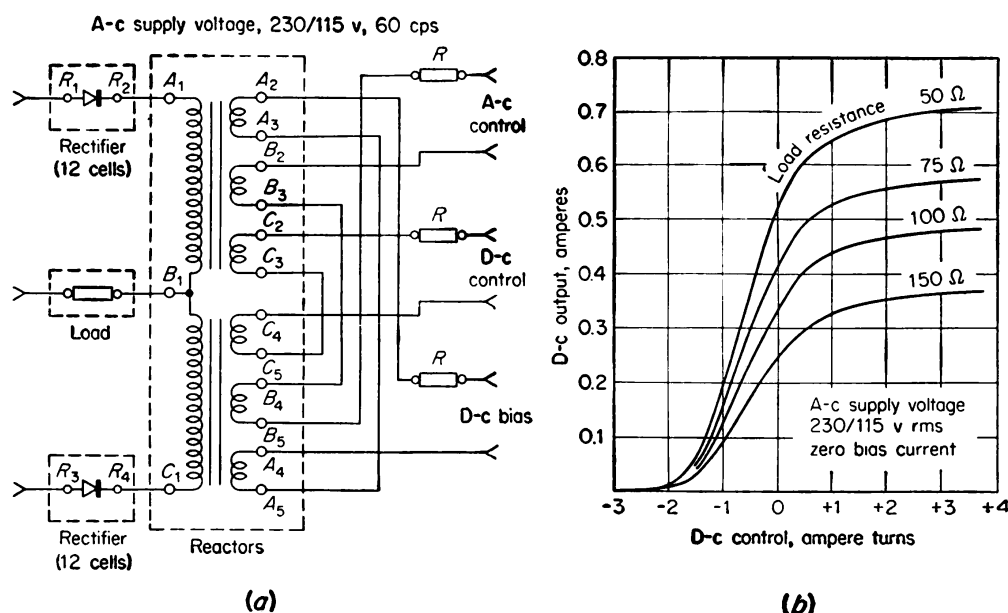 A-c supply voltage, 230/115 v, 60 cps
R1 R2
Rectifier
(12 cells)
A1
B1
Load
R3 R4
Rectifier
(12 cells)
C1
A2
A3
B2
B3
C2
C3
C4
C5
B4
B5
A4
A5
Reactors
R
A-c
control
R
D-c
control
R
D-c bias
(a)
D-c output, amperes
0.8
0.7
0.6
0.5
0.4
0.3
0.2
0.1
Load resistance
50 Ω
75 Ω
100 Ω
150 Ω
A-c supply voltage
230/115 v rms
zero bias current
-3 -2 -1 0 +1 +2 +3 +4
D-c control, ampere turns
(b)